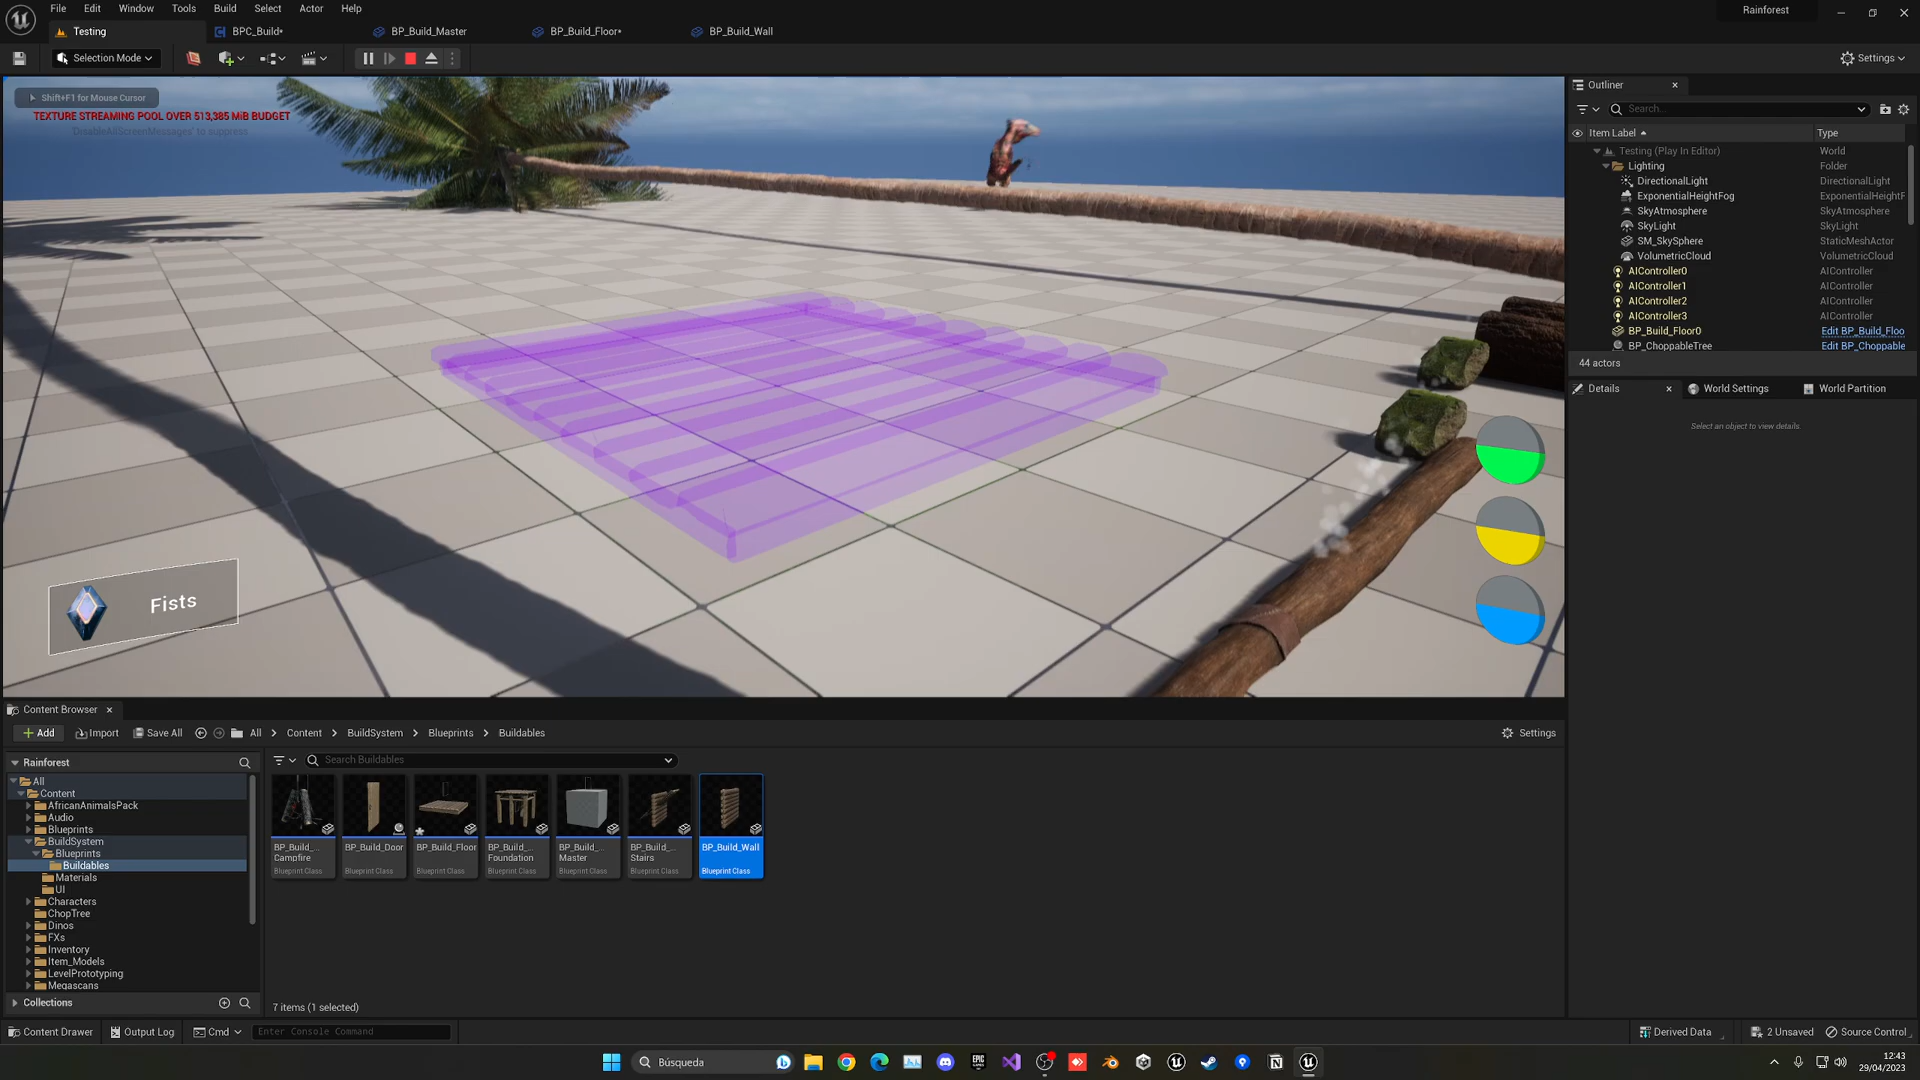 File Edit Window Tools Build Select Actor Help
Rainforest
Testing
BPC_Build*
BP_Build_Master
BP_Build_Floor*
BP_Build_Wall
Selection Mode
Settings
Shift+F1 for Mouse Cursor
TEXTURE STREAMING POOL OVER 513,385 MiB BUDGET
'DisableAllScreenMessages' to suppress
Fists
Outliner
Search...
Item Label
Type
Testing (Play In Editor) World
Lighting Folder
DirectionalLight DirectionalLight
ExponentialHeightFog ExponentialHeightF
SkyAtmosphere SkyAtmosphere
SkyLight SkyLight
SM_SkySphere StaticMeshActor
VolumetricCloud VolumetricCloud
AIController0 AIController
AIController1 AIController
AIController2 AIController
AIController3 AIController
BP_Build_Floor0 Edit BP_Build_Floo
BP_ChoppableTree Edit BP_Choppable
44 actors
Details
World Settings
World Partition
Select an object to view details.
Content Browser
Add
Import
Save All
All > Content > BuildSystem > Blueprints > Buildables
Settings
Rainforest
All
Content
AfricanAnimalsPack
Audio
Blueprints
BuildSystem
Blueprints
Buildables
Materials
UI
Characters
ChopTree
Dinos
FXs
Inventory
Item_Models
LevelPrototyping
Megascans
Collections
Search Buildables
BP_Build_... Campfire
Blueprint Class
BP_Build_Door
Blueprint Class
BP_Build_Floor
Blueprint Class
BP_Build_... Foundation
Blueprint Class
BP_Build_... Master
Blueprint Class
BP_Build_... Stairs
Blueprint Class
BP_Build_Wall
Blueprint Class
7 items (1 selected)
Content Drawer
Output Log
Cmd
Enter Console Command
Derived Data
2 Unsaved
Source Control
Búsqueda
EPIC GAMES
12:43
29/04/2023